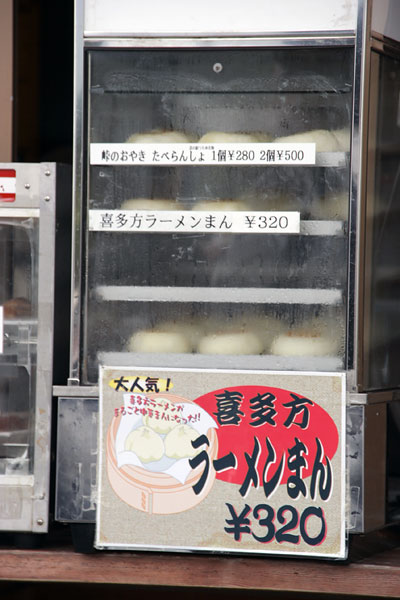 峠のおやき たべらんしょ 1個¥280 2個¥500
喜多方ラーメンまん ¥320
大人気!
喜多方ラーメンが
まるごと中華まんになった!!
喜多方
ラーメンまん
¥320